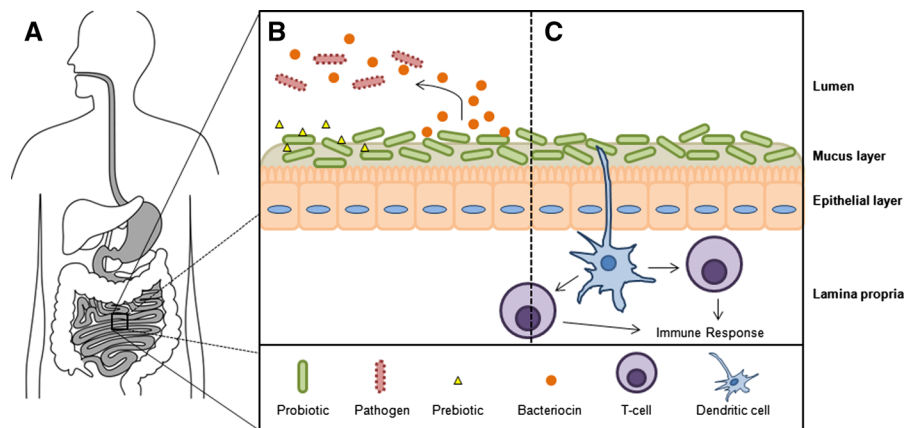 A
B
C
Lumen
Mucus layer
Epithelial layer
Lamina propria
Immune Response
Probiotic
Pathogen
Prebiotic
Bacteriocin
T-cell
Dendritic cell